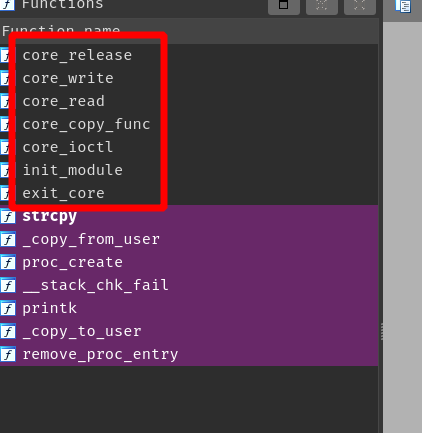 Functions
Function name
core_release
core_write
core_read
core_copy_func
core_ioctl
init_module
exit_core
strcpy
_copy_from_user
proc_create
__stack_chk_fail
printk
_copy_to_user
remove_proc_entry